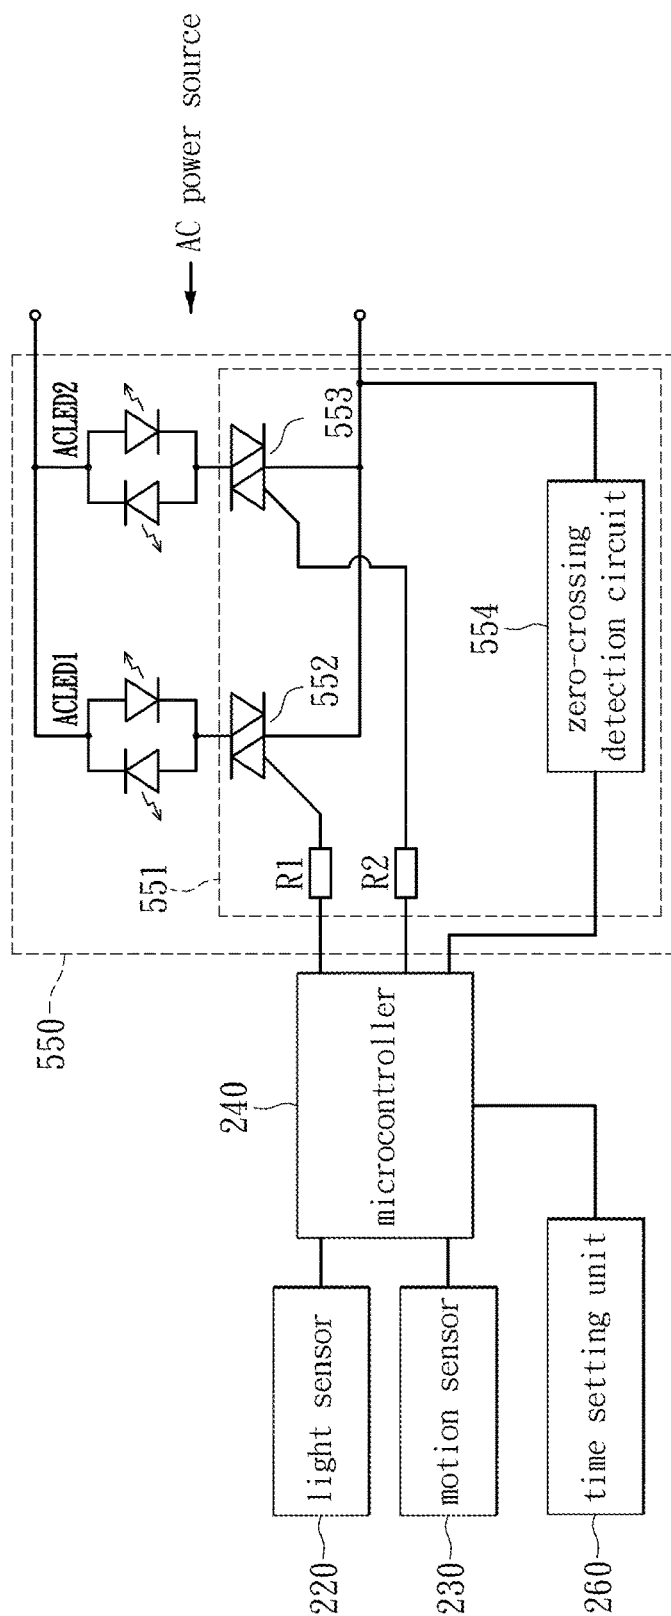 550
551
ACLED1
ACLED2
AC power source
552
553
R1
R2
240
microcontroller
554
zero-crossing
detection circuit
220
light sensor
230
motion sensor
260
time setting unit